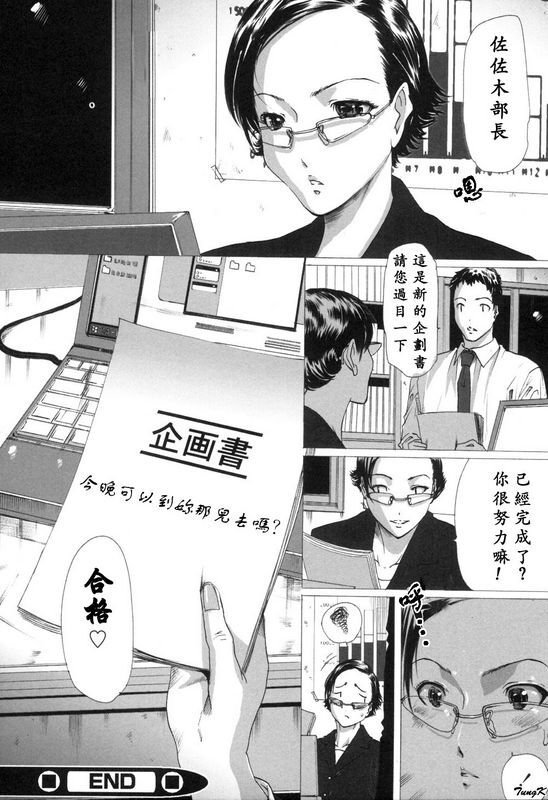 佐佐木部長
嗯
這是新的企劃書
請您過目一下
已經完成了？
你很努力嘛！
呼…
企画書
今晚可以到妳那兒去嗎？
合格♡
END